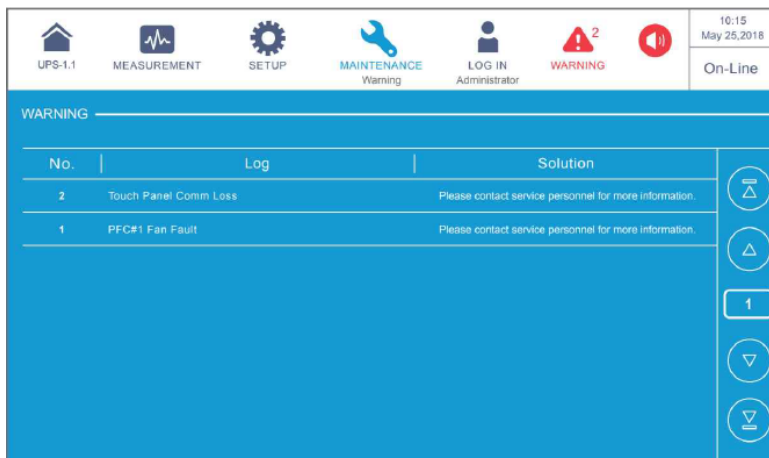 10:15
May 25,2018
On-Line
UPS-1.1
MEASUREMENT
SETUP
MAINTENANCE
Warning
LOG IN
Administrator
2
WARNING
WARNING
No. Log Solution
2 Touch Panel Comm Loss Please contact service personnel for more information.
1 PFC#1 Fan Fault Please contact service personnel for more information.
1